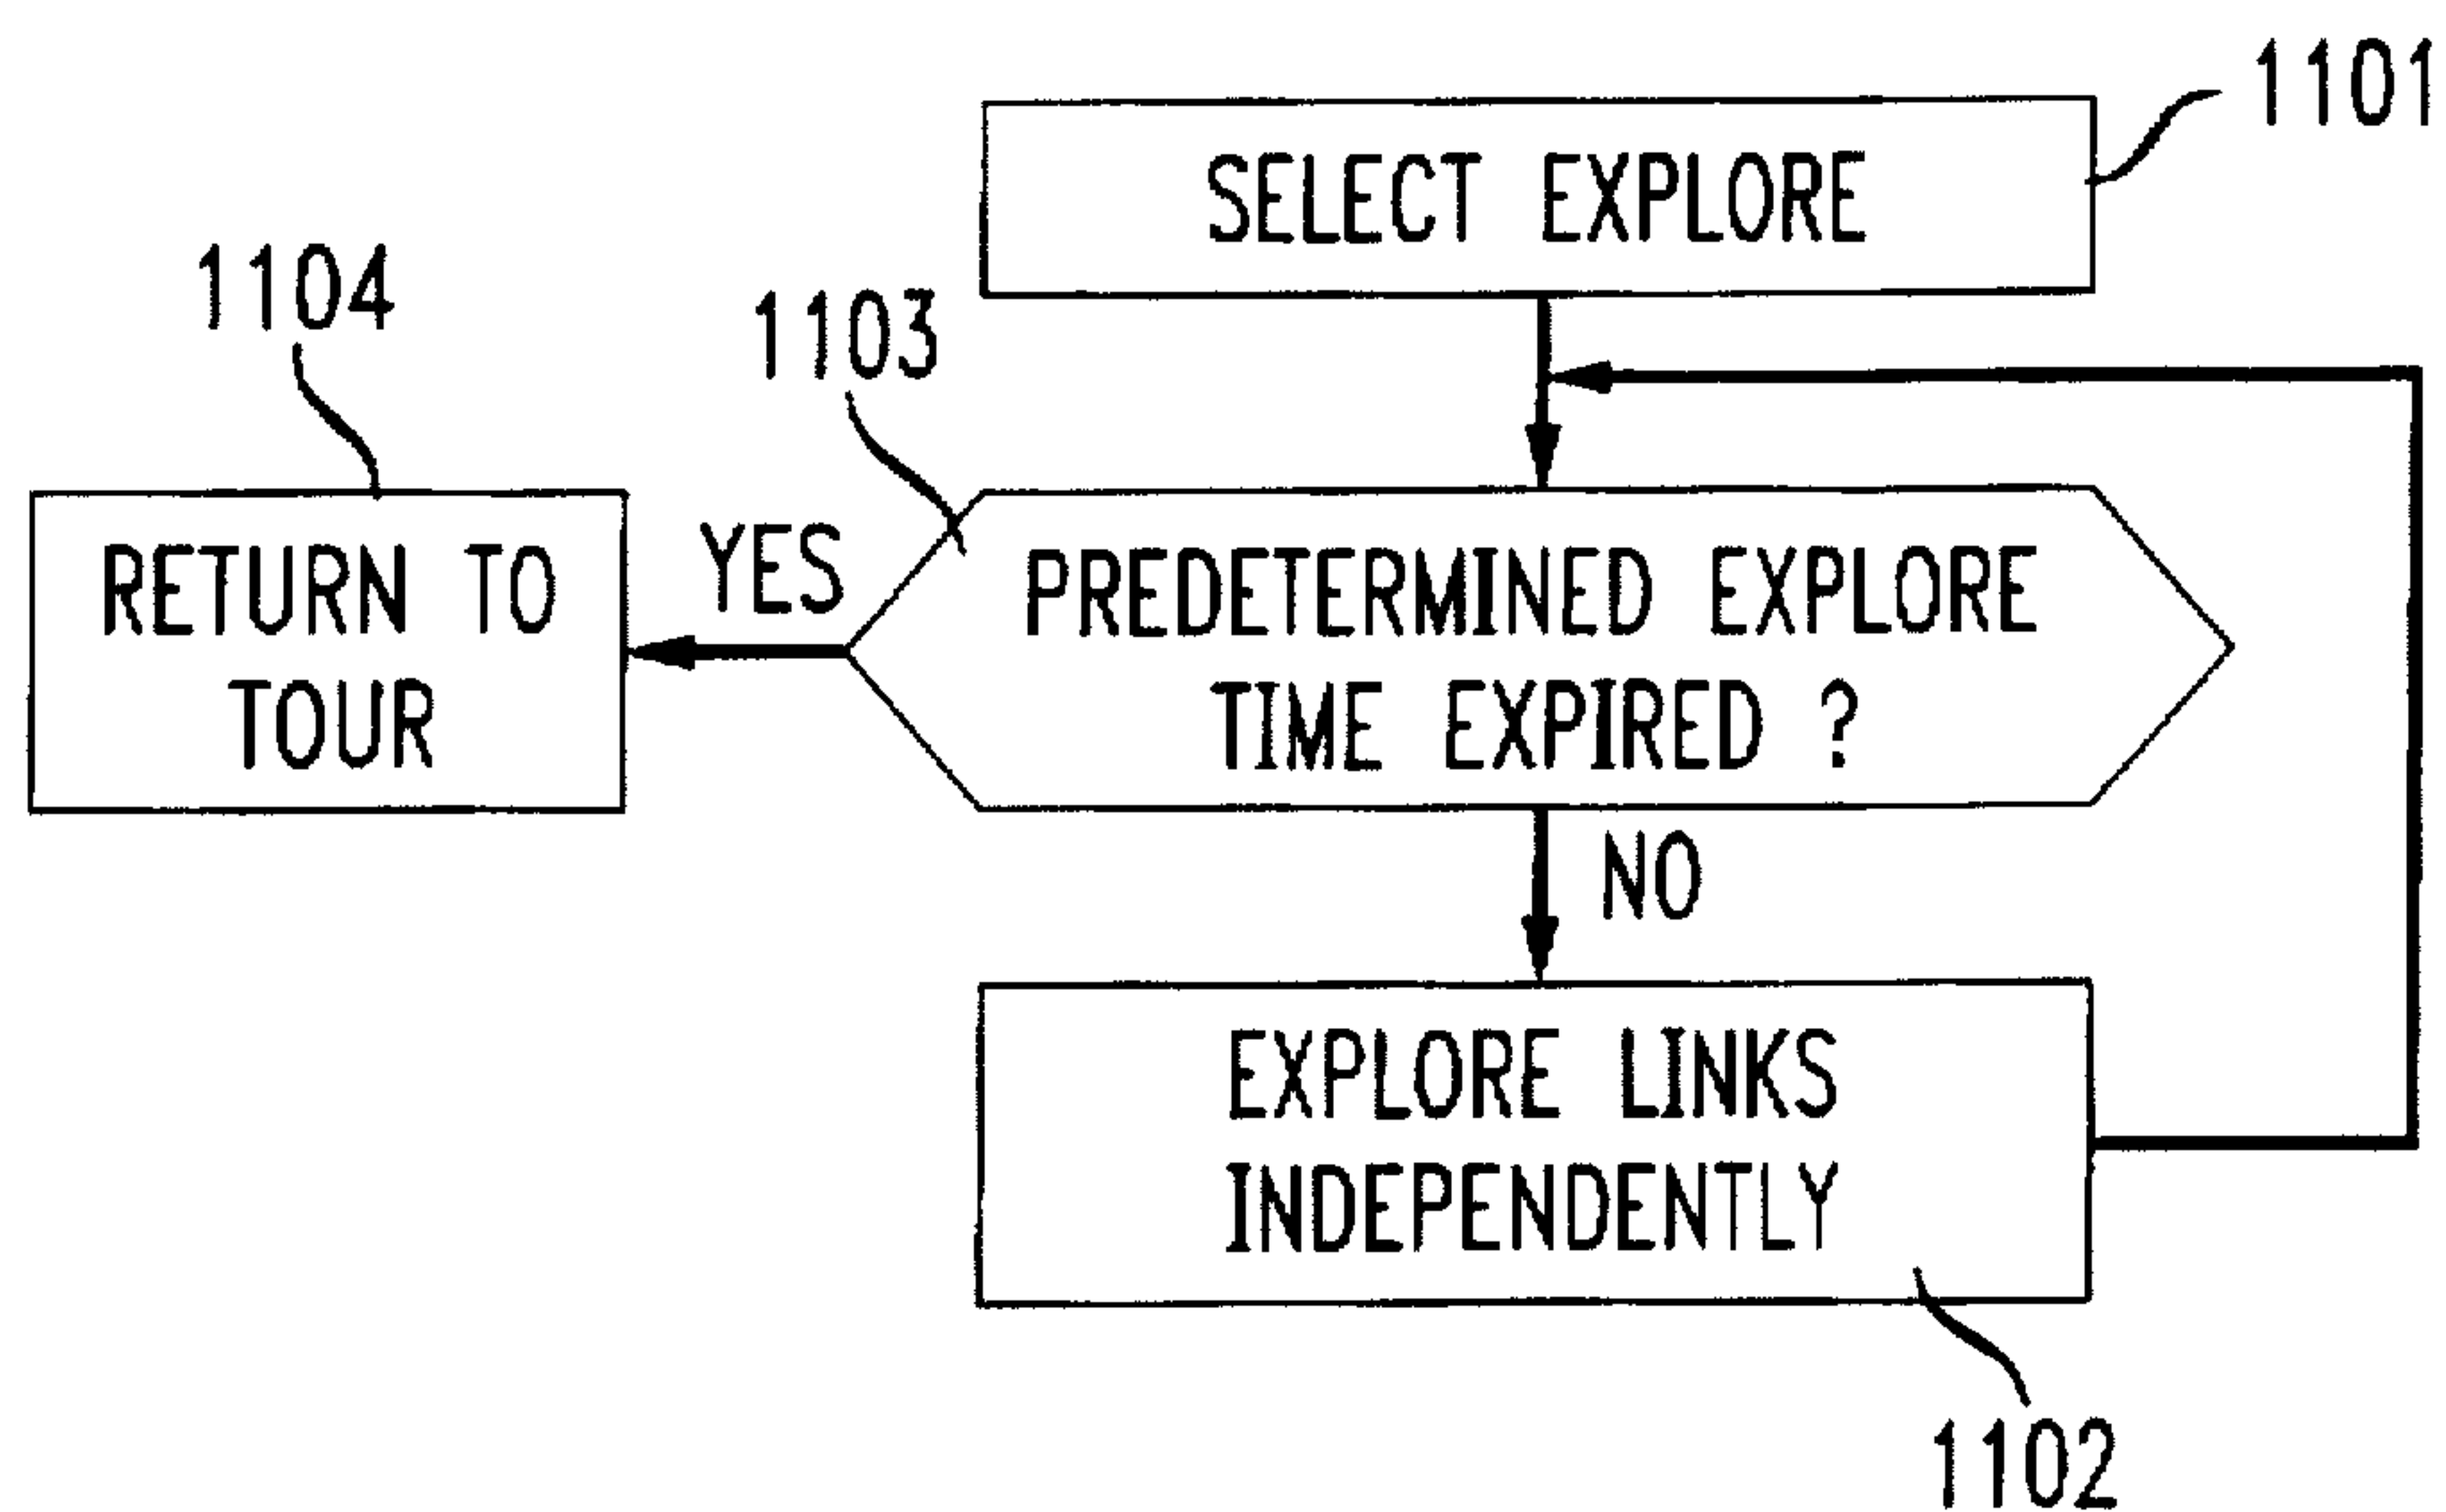 1101
SELECT EXPLORE
1104
1103
RETURN TO
TOUR
YES
PREDETERMINED EXPLORE
TIME EXPIRED ?
NO
EXPLORE LINKS
INDEPENDENTLY
1102